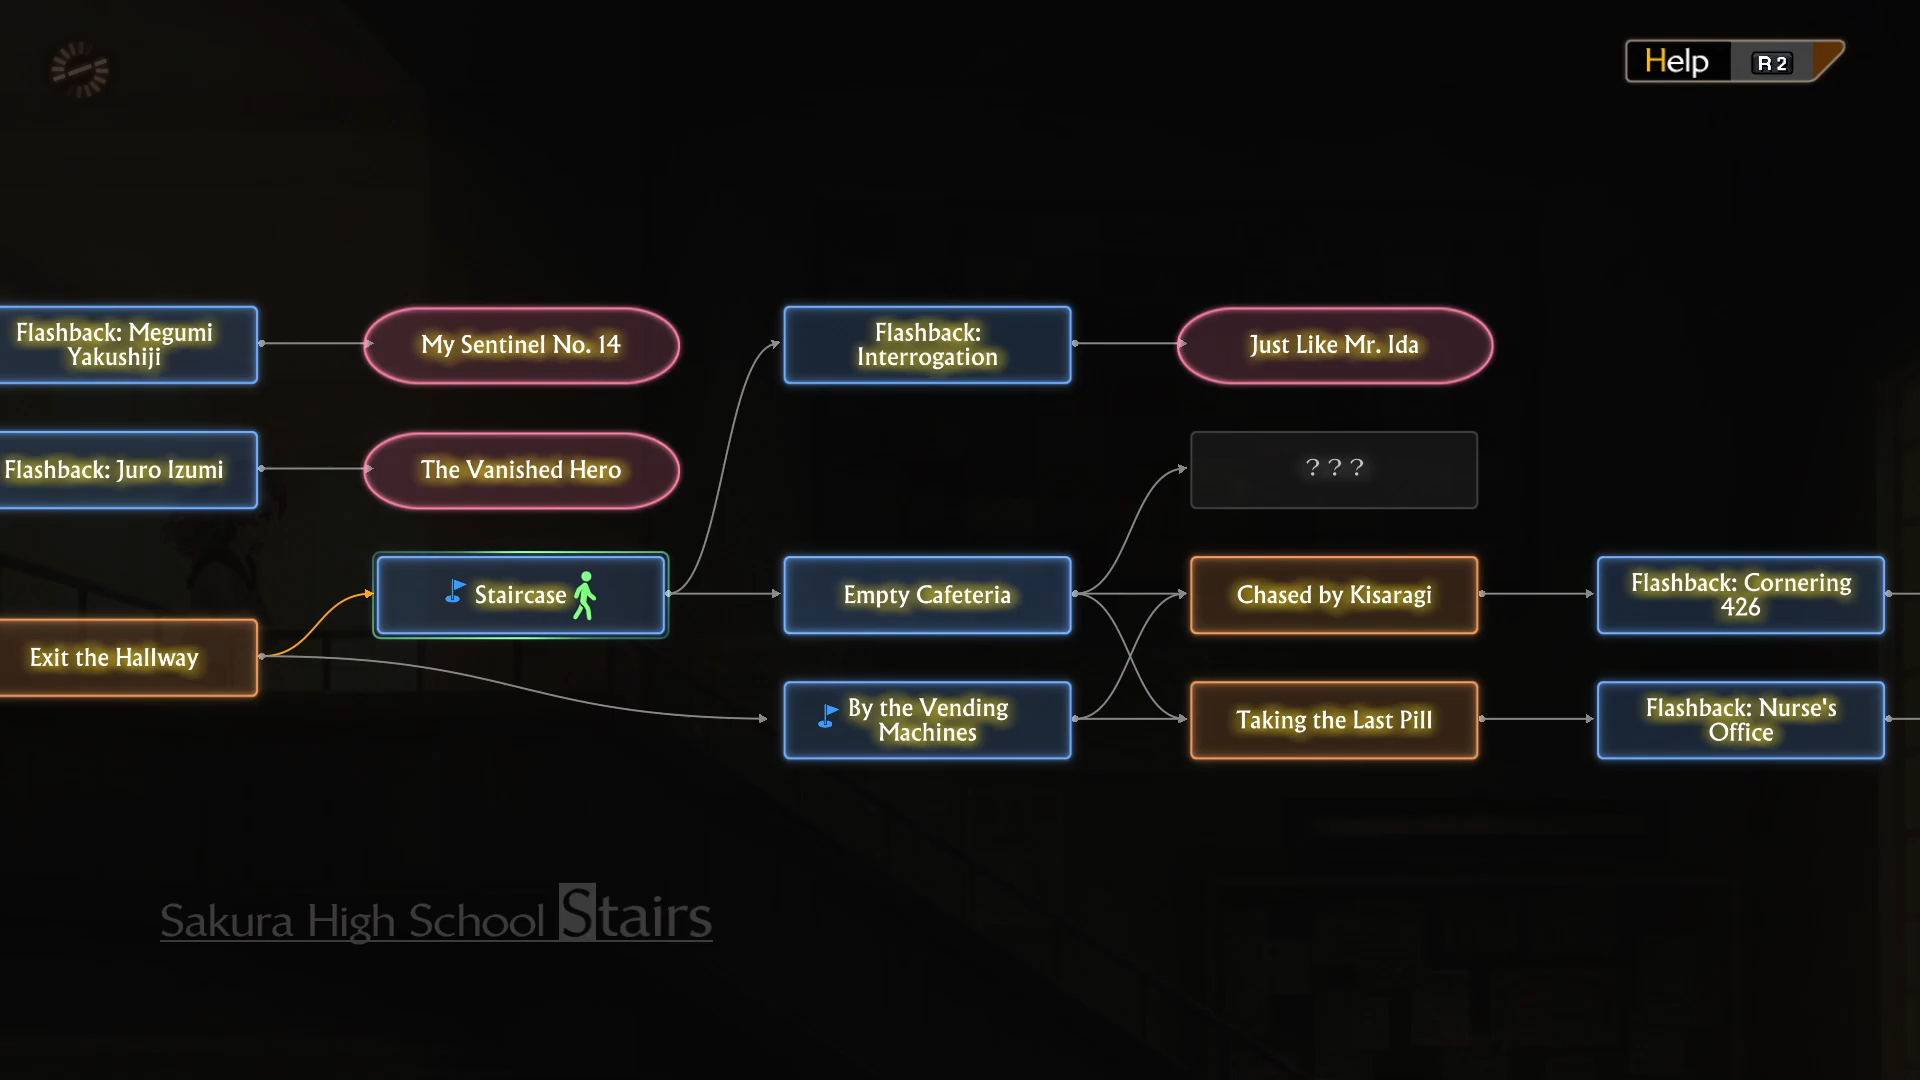 Help R2
Flashback: Megumi
Yakushiji
My Sentinel No. 14
Flashback:
Interrogation
Just Like Mr. Ida
Flashback: Juro Izumi
The Vanished Hero
? ? ?
Staircase
Empty Cafeteria
Chased by Kisaragi
Flashback: Cornering
426
Exit the Hallway
By the Vending
Machines
Taking the Last Pill
Flashback: Nurse's
Office
Sakura High School Stairs